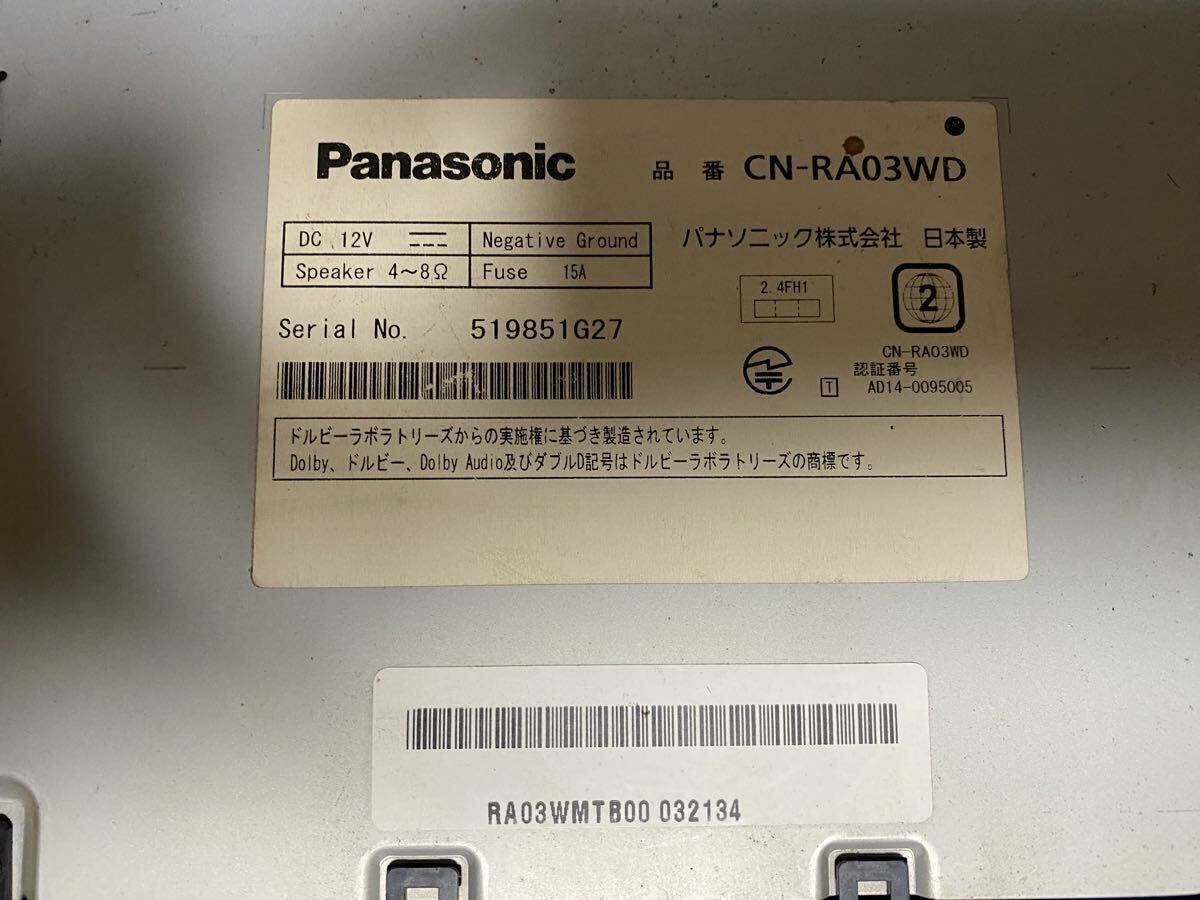 Panasonic 品 番 CN-RA03WD
DC 12V Negative Ground
Speaker 4～8Ω Fuse 15A
パナソニック株式会社 日本製
2.4FH1
2
Serial No. 519851G27
CN-RA03WD
認証番号
T AD14-0095005
ドルビーラボラトリーズからの実施権に基づき製造されています。
Dolby、ドルビー、Dolby Audio及びダブルD記号はドルビーラボラトリーズの商標です。
RA03WMTB00 032134